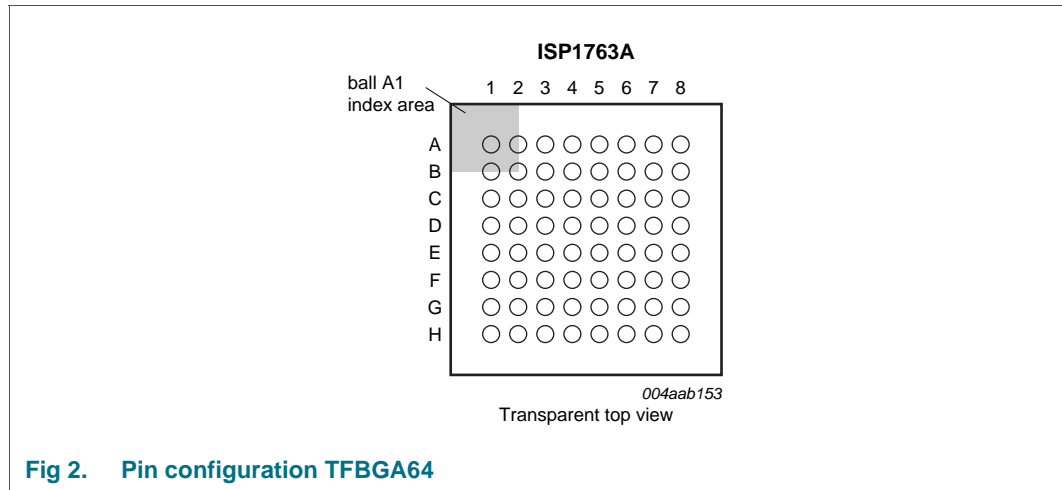 ISP1763A
ball A1
index area
1 2 3 4 5 6 7 8
A
B
C
D
E
F
G
H
004aab153
Transparent top view
Fig 2. Pin configuration TFBGA64